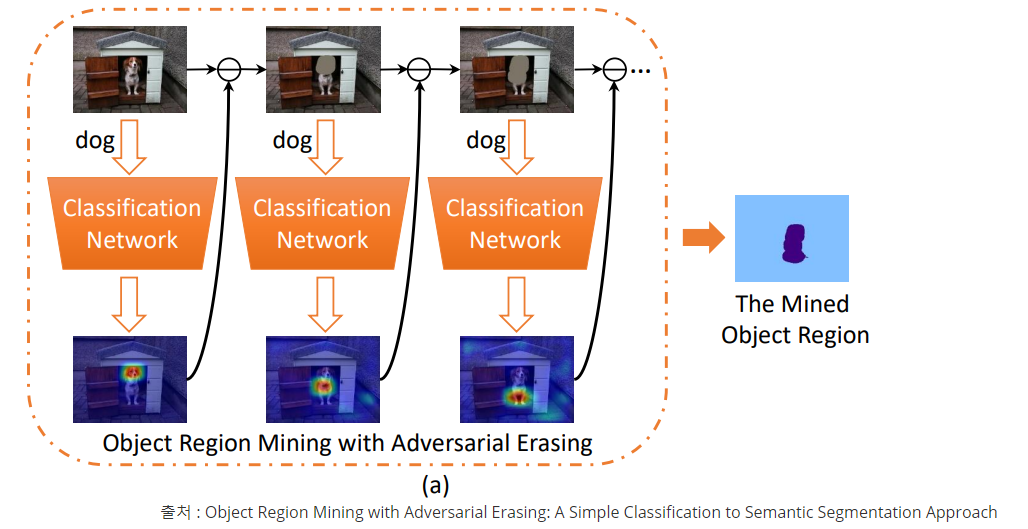 dog
dog
dog
Classification
Network
Classification
Network
Classification
Network
...
The Mined
Object Region
Object Region Mining with Adversarial Erasing
(a)
출처 : Object Region Mining with Adversarial Erasing: A Simple Classification to Semantic Segmentation Approach